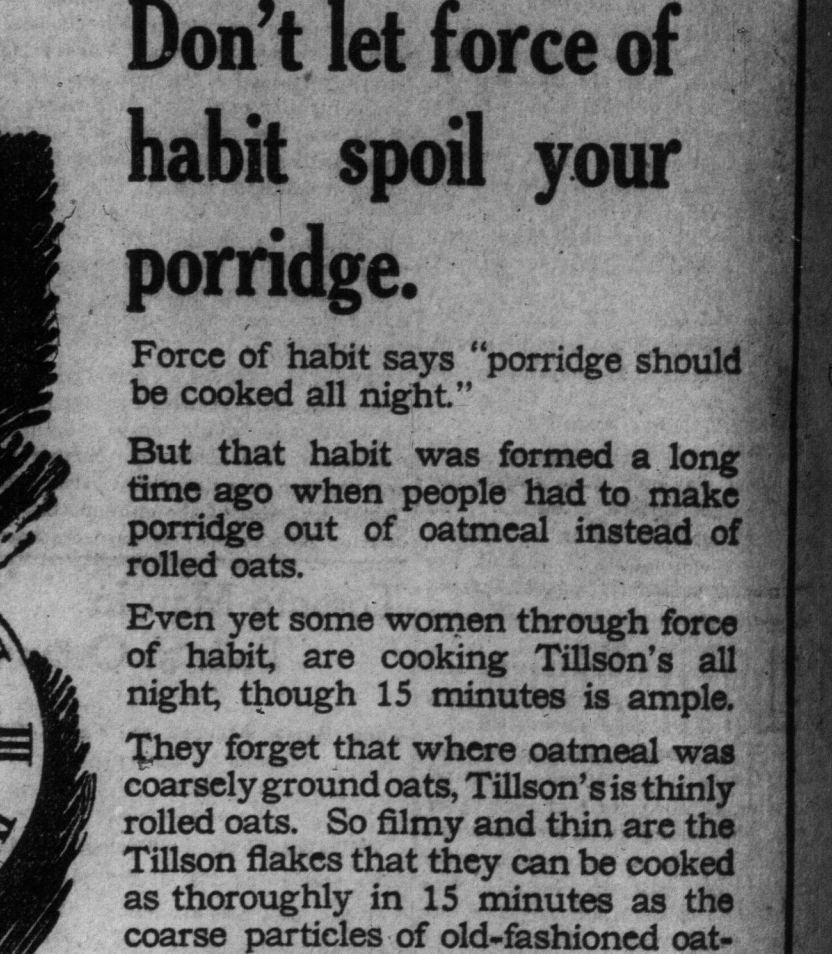 Don't let force of
habit spoil your
porridge.
Force of habit says "porridge should
be cooked all night."
But that habit was formed a long
time ago when people had to make
porridge out of oatmeal instead of
rolled oats.
Even yet some women through force
of habit, are cooking Tillson's all
night, though 15 minutes is ample.
They forget that where oatmeal was
coarsely ground oats, Tillson's is thinly
rolled oats. So filmy and thin are the
Tillson flakes that they can be cooked
as thoroughly in 15 minutes as the
coarse particles of old-fashioned oat-
III